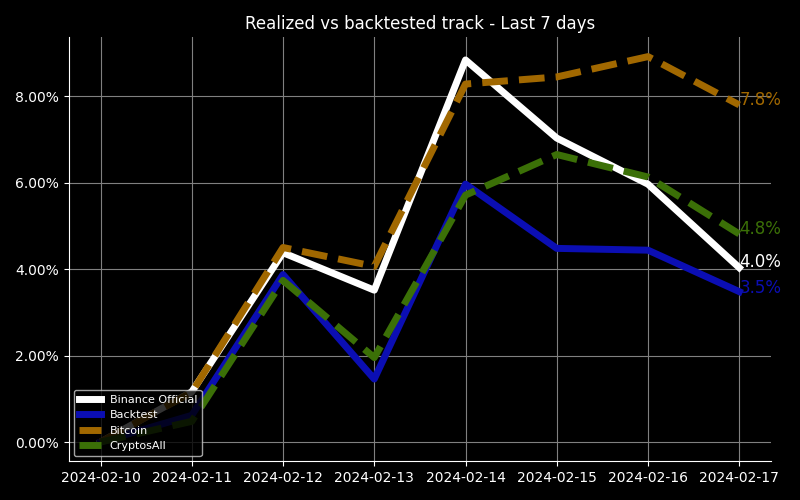 Realized vs backtested track - Last 7 days
8.00%
6.00%
4.00%
2.00%
0.00%
7.8%
4.8%
4.0%
3.5%
Binance Official
Backtest
Bitcoin
CryptosAll
2024-02-10 2024-02-11 2024-02-12 2024-02-13 2024-02-14 2024-02-15 2024-02-16 2024-02-17